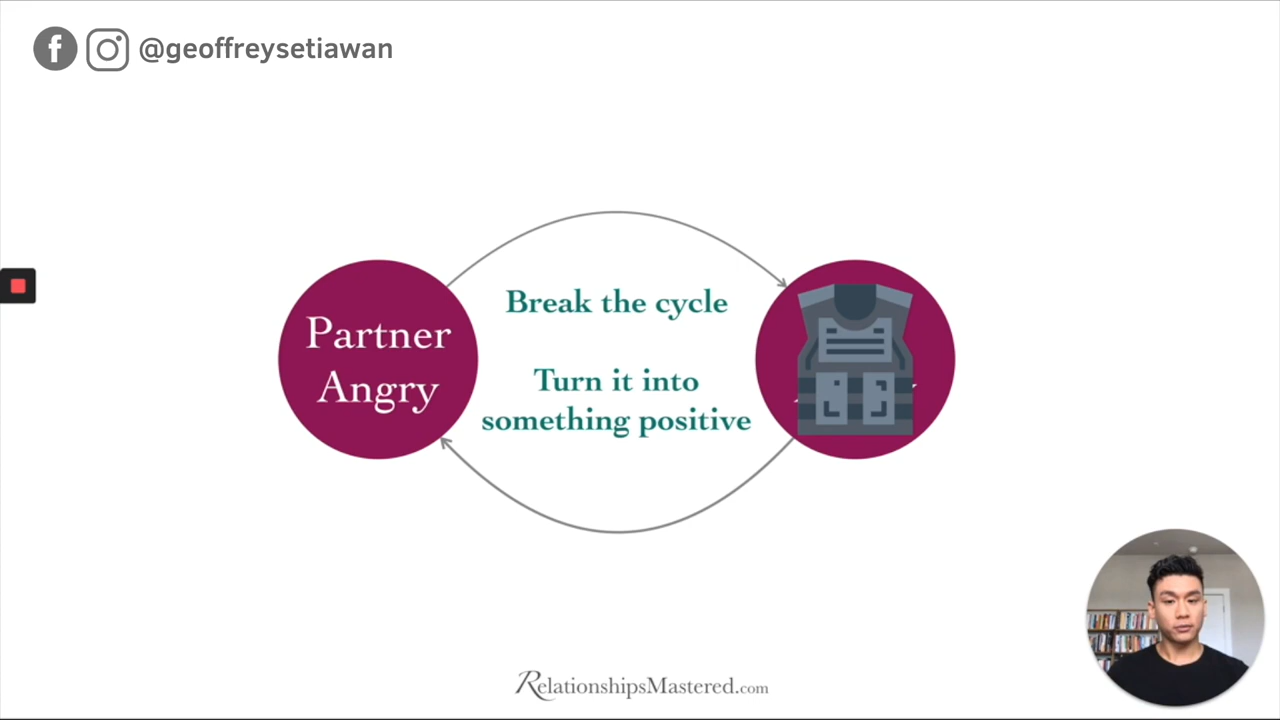 @geoffreysetiawan
Partner
Angry
Break the cycle
Turn it into
something positive
RelationshipsMastered.com